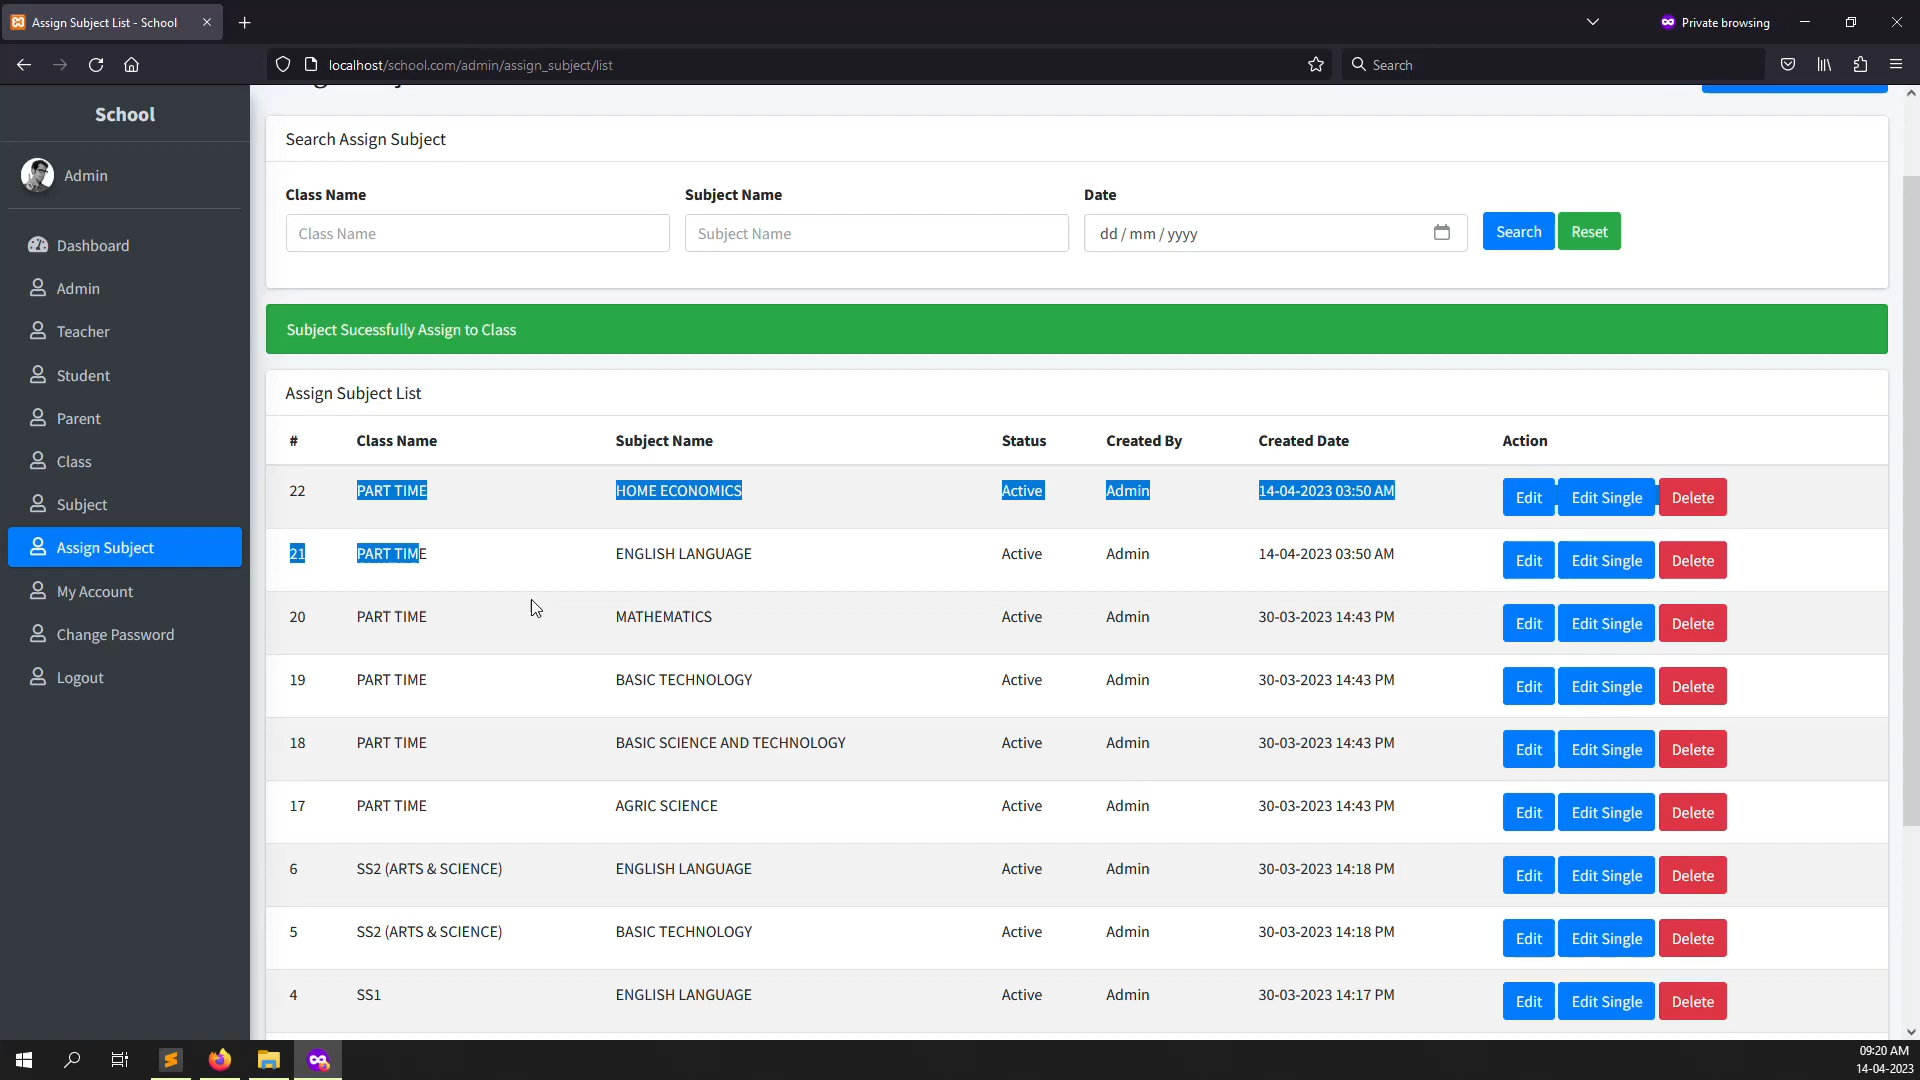 Assign Subject List - School
Private browsing
localhost/school.com/admin/assign_subject/list
Search
School
Admin
Dashboard
Admin
Teacher
Student
Parent
Class
Subject
Assign Subject
My Account
Change Password
Logout
Search Assign Subject
Class Name Subject Name Date
Class Name Subject Name dd / mm / yyyy Search Reset
Subject Sucessfully Assign to Class
Assign Subject List
# Class Name Subject Name Status Created By Created Date Action
22 PART TIME HOME ECONOMICS Active Admin 14-04-2023 03:50 AM Edit Edit Single Delete
21 PART TIME ENGLISH LANGUAGE Active Admin 14-04-2023 03:50 AM Edit Edit Single Delete
20 PART TIME MATHEMATICS Active Admin 30-03-2023 14:43 PM Edit Edit Single Delete
19 PART TIME BASIC TECHNOLOGY Active Admin 30-03-2023 14:43 PM Edit Edit Single Delete
18 PART TIME BASIC SCIENCE AND TECHNOLOGY Active Admin 30-03-2023 14:43 PM Edit Edit Single Delete
17 PART TIME AGRIC SCIENCE Active Admin 30-03-2023 14:43 PM Edit Edit Single Delete
6 SS2 (ARTS & SCIENCE) ENGLISH LANGUAGE Active Admin 30-03-2023 14:18 PM Edit Edit Single Delete
5 SS2 (ARTS & SCIENCE) BASIC TECHNOLOGY Active Admin 30-03-2023 14:18 PM Edit Edit Single Delete
4 SS1 ENGLISH LANGUAGE Active Admin 30-03-2023 14:17 PM Edit Edit Single Delete
09:20 AM
14-04-2023